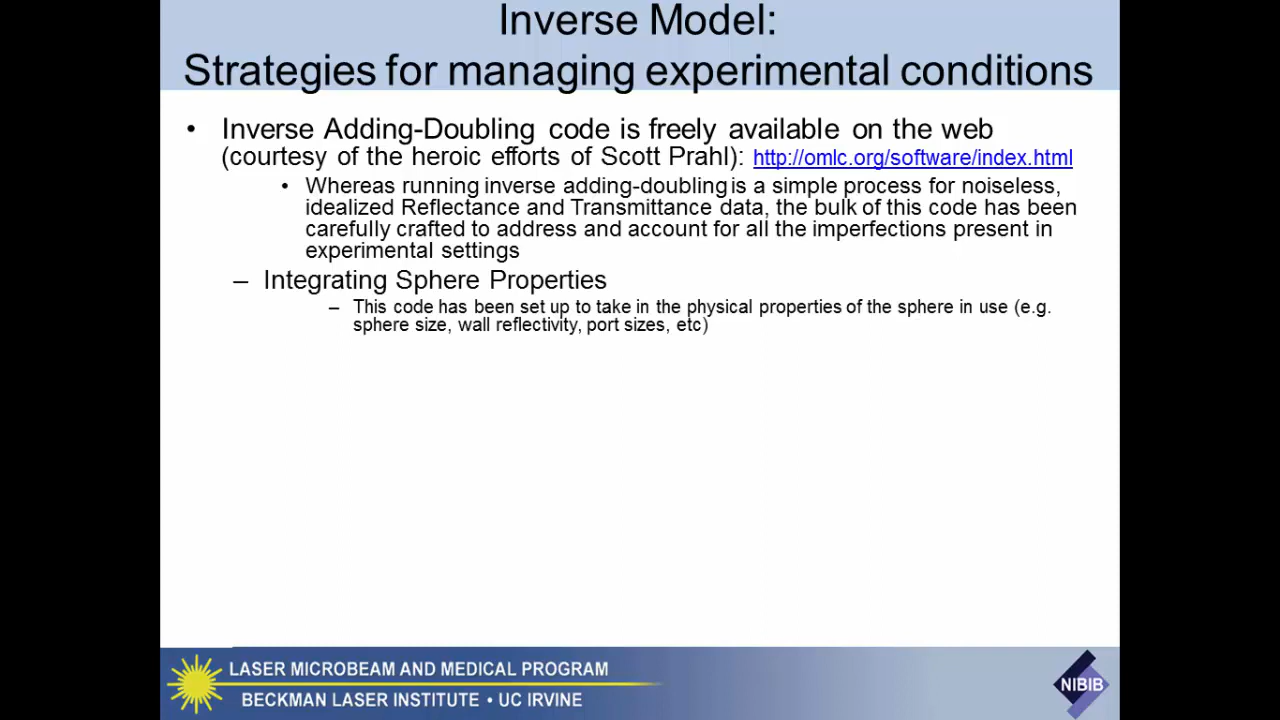 Inverse Model:
Strategies for managing experimental conditions
• Inverse Adding-Doubling code is freely available on the web
(courtesy of the heroic efforts of Scott Prahl): http://omlc.org/software/index.html
• Whereas running inverse adding-doubling is a simple process for noiseless,
idealized Reflectance and Transmittance data, the bulk of this code has been
carefully crafted to address and account for all the imperfections present in
experimental settings
– Integrating Sphere Properties
– This code has been set up to take in the physical properties of the sphere in use (e.g.
sphere size, wall reflectivity, port sizes, etc)
LASER MICROBEAM AND MEDICAL PROGRAM
BECKMAN LASER INSTITUTE • UC IRVINE
NIBIB